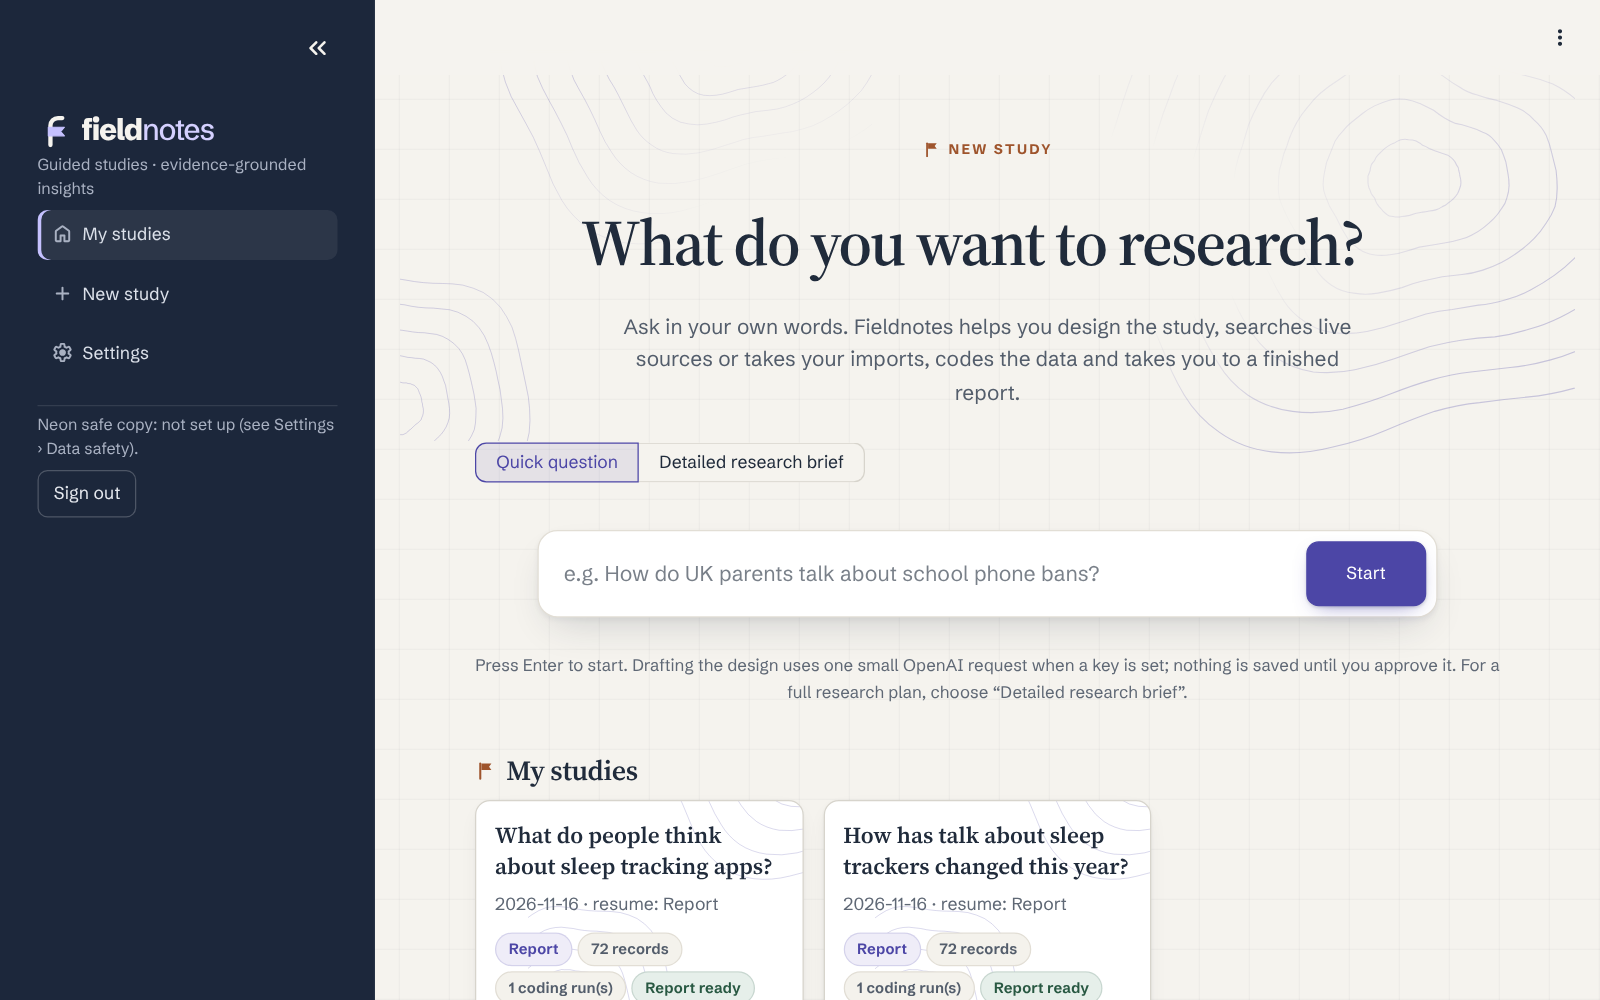 fieldnotes
Guided studies · evidence-grounded
insights
My studies
New study
Settings
Neon safe copy: not set up (see Settings
› Data safety).
Sign out
NEW STUDY
What do you want to research?
Ask in your own words. Fieldnotes helps you design the study, searches live
sources or takes your imports, codes the data and takes you to a finished
report.
Quick question
Detailed research brief
e.g. How do UK parents talk about school phone bans?
Start
Press Enter to start. Drafting the design uses one small OpenAI request when a key is set; nothing is saved until you approve it. For a
full research plan, choose “Detailed research brief”.
My studies
What do people think
about sleep tracking apps?
2026-11-16 · resume: Report
Report
72 records
1 coding run(s)
Report ready
How has talk about sleep
trackers changed this year?
2026-11-16 · resume: Report
Report
72 records
1 coding run(s)
Report ready